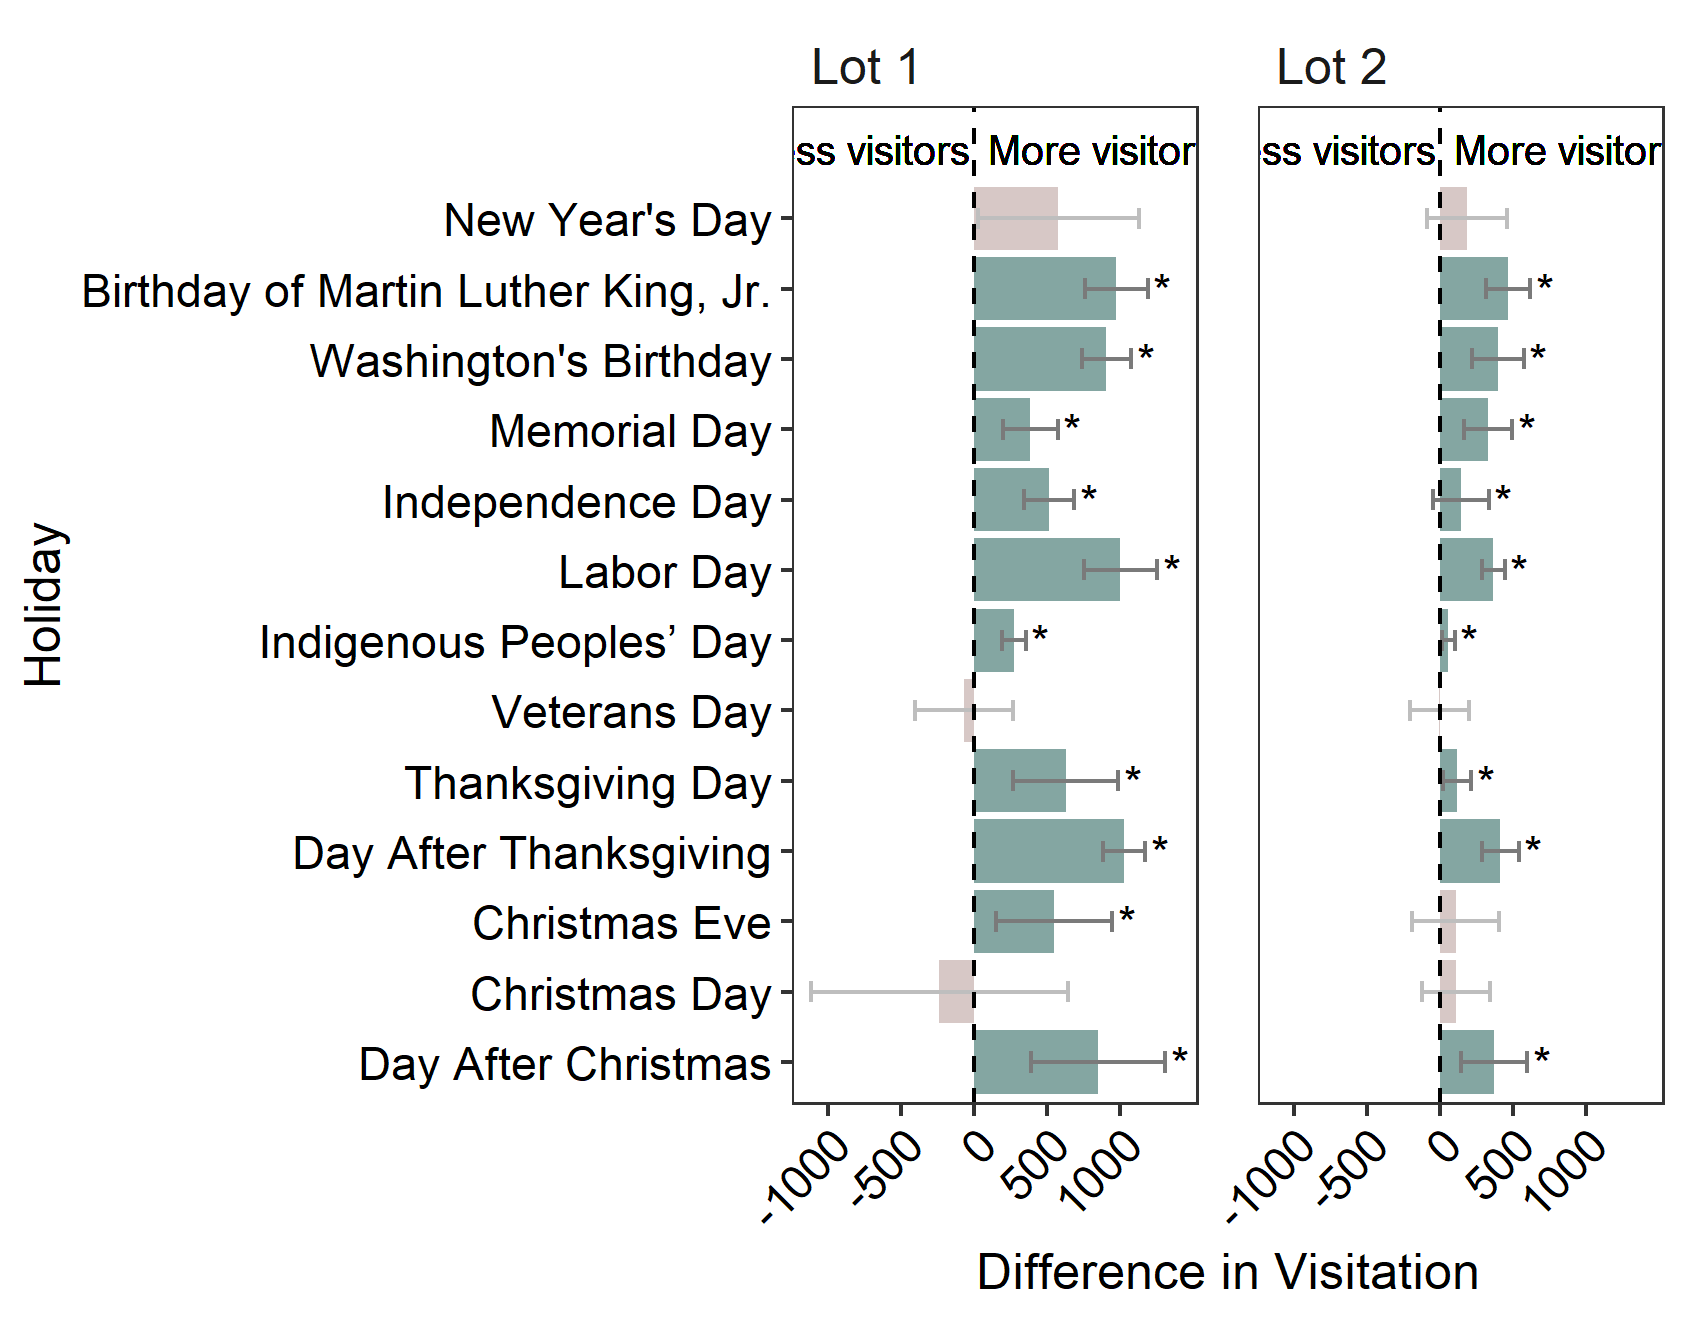 Lot 1
Lot 2
ss visitors
More visitor
ss visitors
More visitor
New Year's Day
Birthday of Martin Luther King, Jr.
*
*
Washington's Birthday
*
*
Memorial Day
*
*
Independence Day
*
*
Labor Day
*
*
Indigenous Peoples’ Day
*
*
Veterans Day
Thanksgiving Day
*
*
Day After Thanksgiving
*
*
Christmas Eve
*
Christmas Day
Day After Christmas
*
*
Holiday
-1000
-500
0
500
1000
-1000
-500
0
500
1000
Difference in Visitation